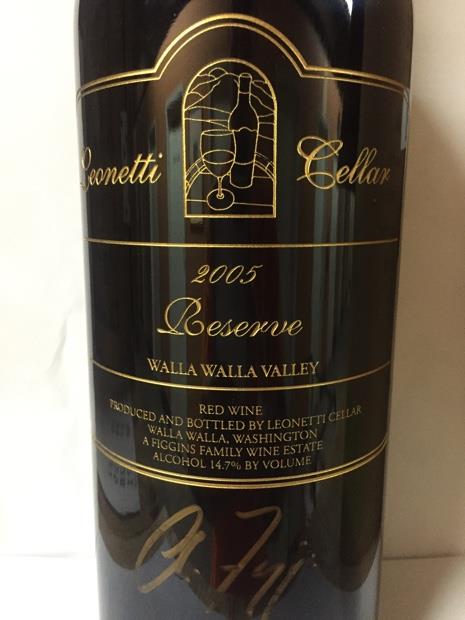 Leonetti Cellar
2005
Reserve
WALLA WALLA VALLEY
RED WINE
PRODUCED AND BOTTLED BY LEONETTI CELLAR
WALLA WALLA, WASHINGTON
A FIGGINS FAMILY WINE ESTATE
ALCOHOL 14.7% BY VOLUME